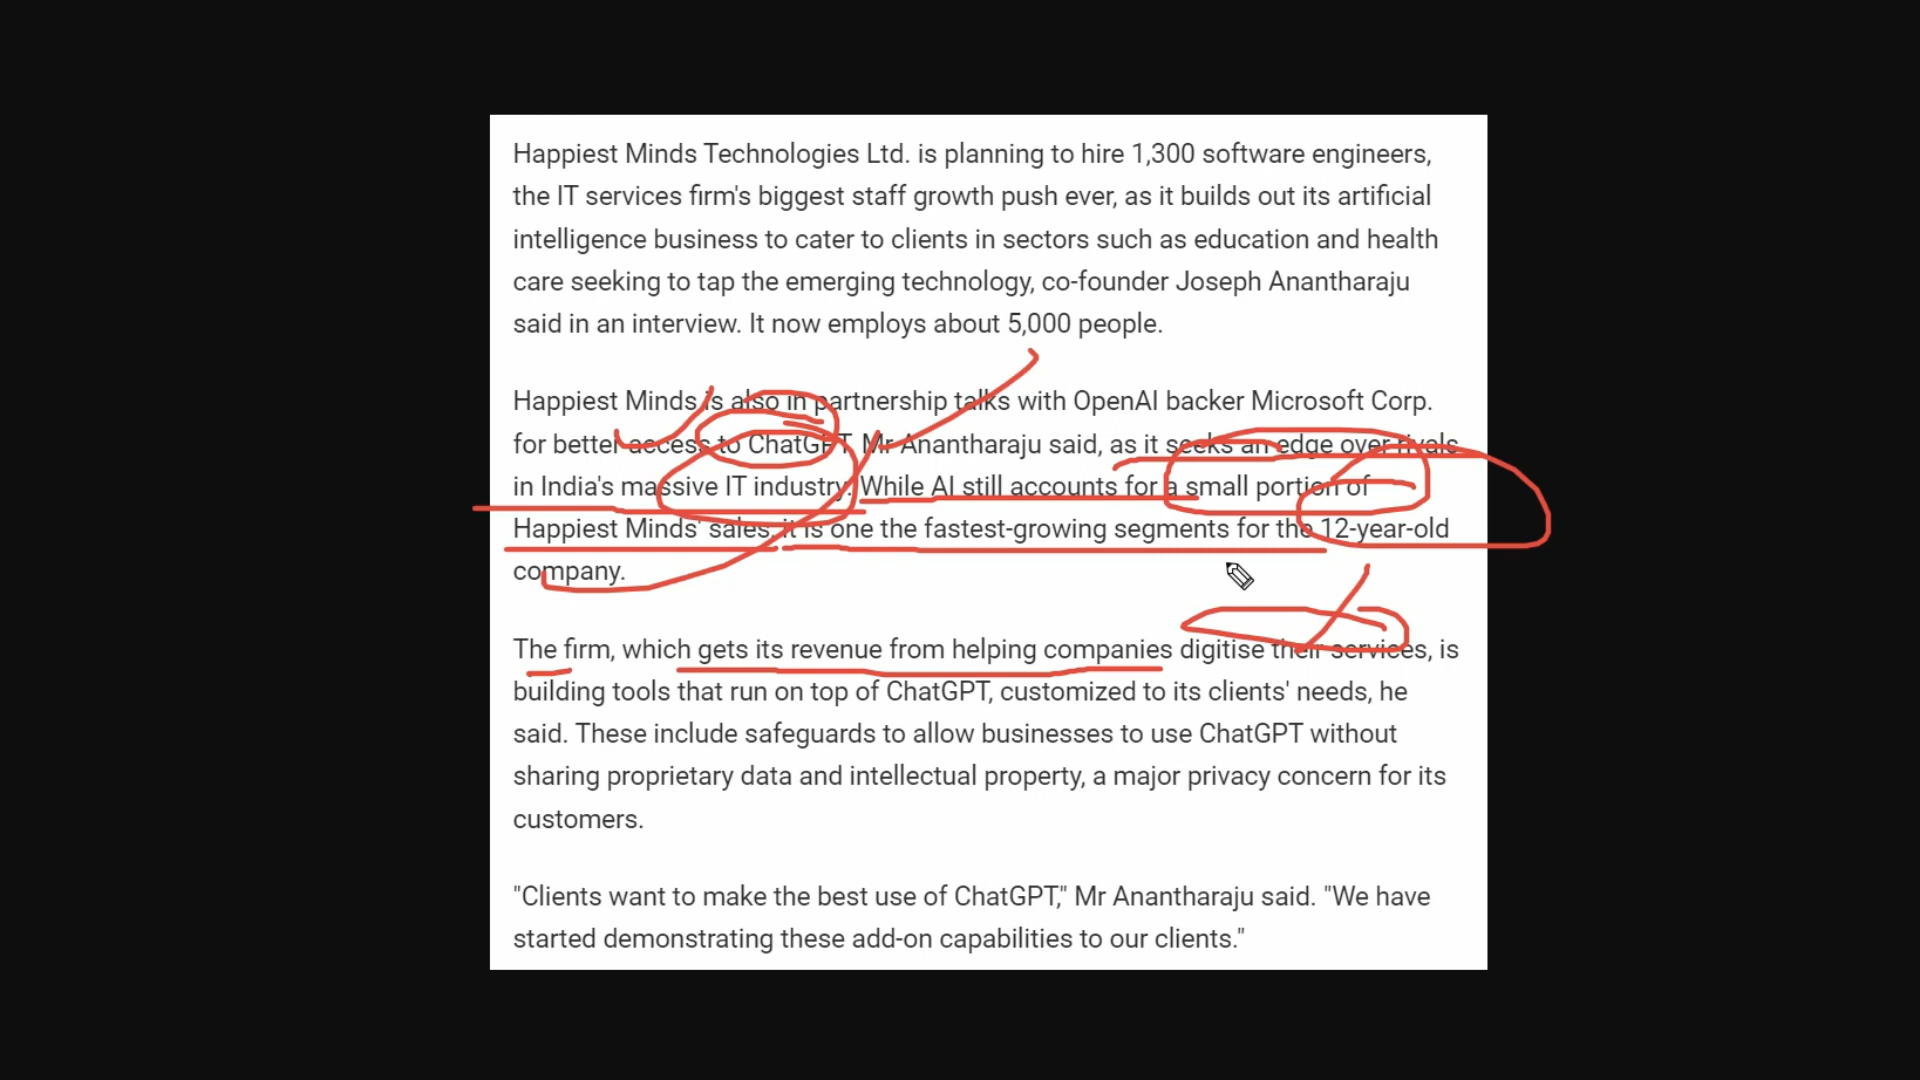 Happiest Minds Technologies Ltd. is planning to hire 1,300 software engineers,
the IT services firm's biggest staff growth push ever, as it builds out its artificial
intelligence business to cater to clients in sectors such as education and health
care seeking to tap the emerging technology, co-founder Joseph Anantharaju
said in an interview. It now employs about 5,000 people.
Happiest Minds is also in partnership talks with OpenAI backer Microsoft Corp.
for better access to ChatGPT, Mr Anantharaju said, as it seeks an edge over rivals
in India's massive IT industry. While AI still accounts for a small portion of
Happiest Minds' sales, it is one the fastest-growing segments for the 12-year-old
company.
The firm, which gets its revenue from helping companies digitise their services, is
building tools that run on top of ChatGPT, customized to its clients' needs, he
said. These include safeguards to allow businesses to use ChatGPT without
sharing proprietary data and intellectual property, a major privacy concern for its
customers.
"Clients want to make the best use of ChatGPT," Mr Anantharaju said. "We have
started demonstrating these add-on capabilities to our clients."